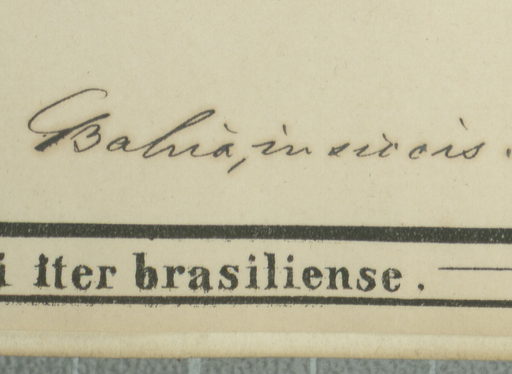 Bahia, in siccis.
i iter brasiliense.